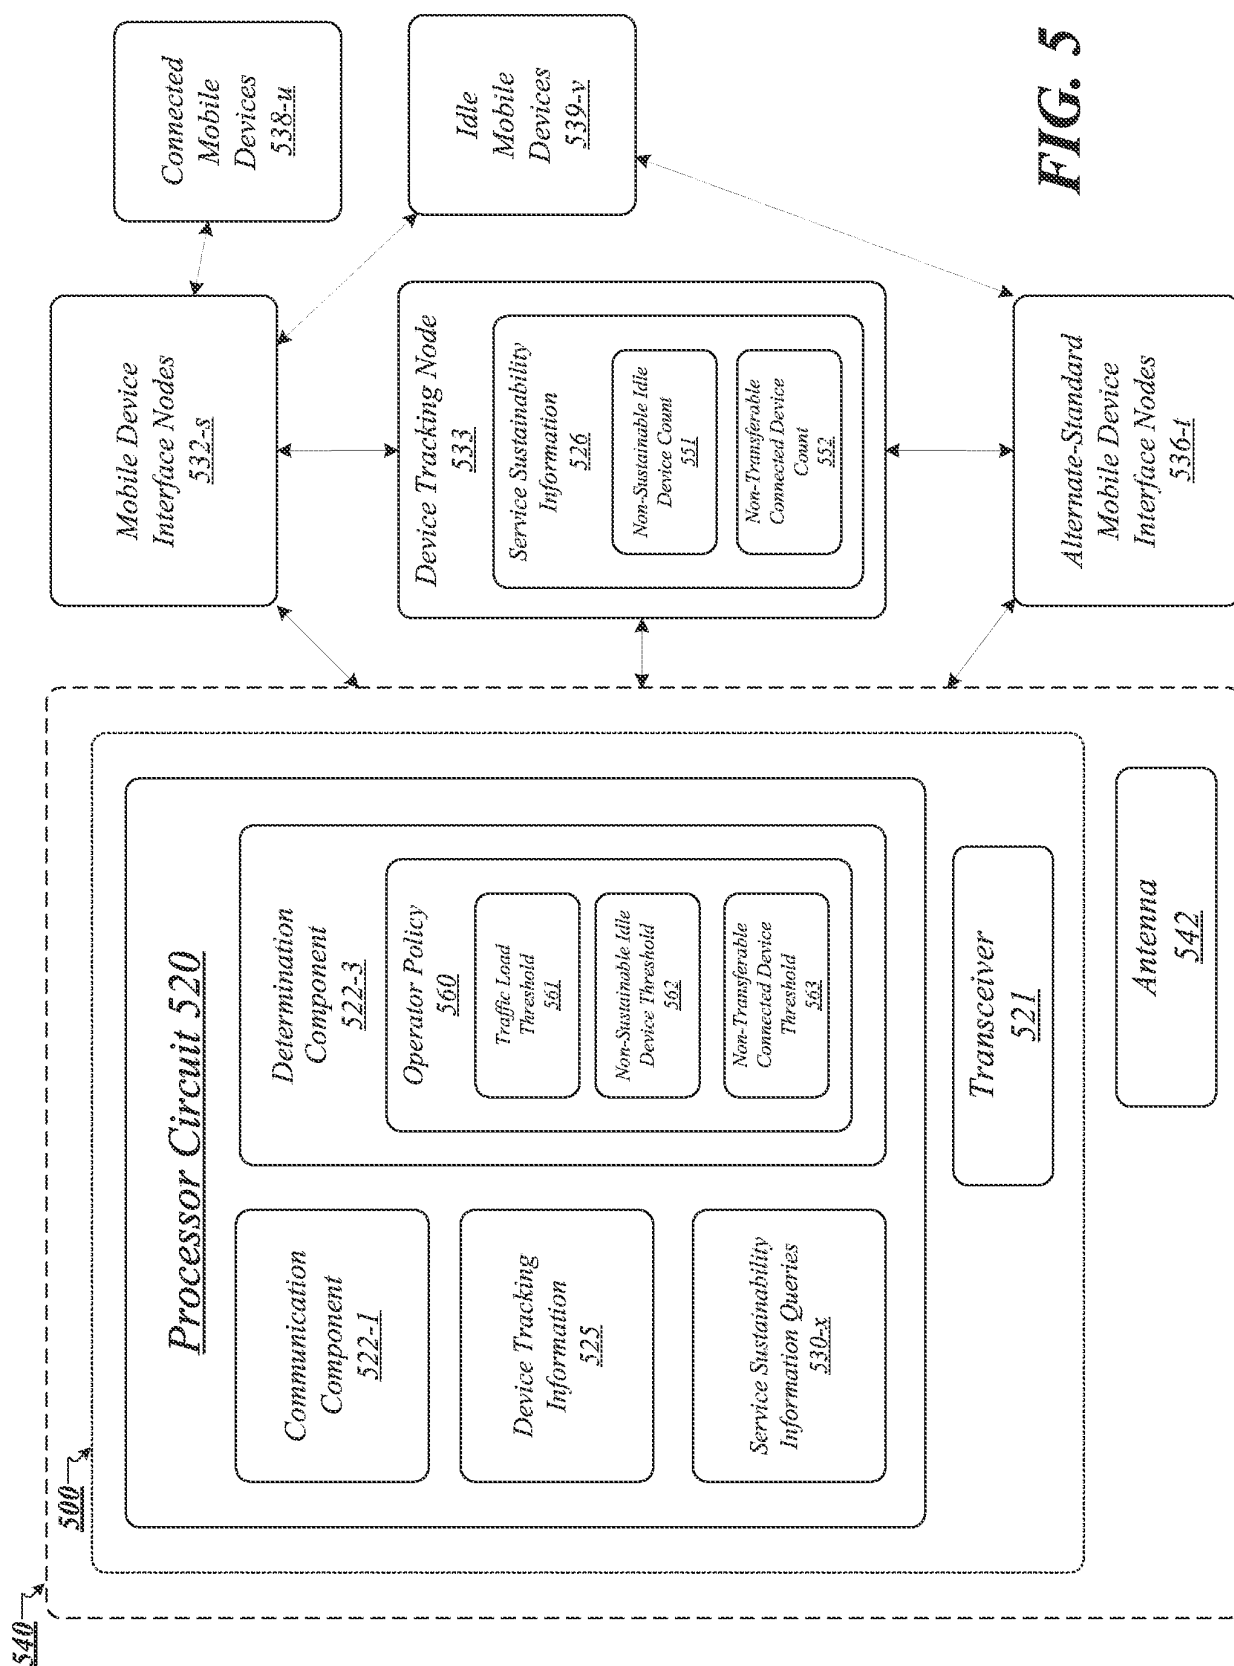 540
500
Processor Circuit 520
Communication
Component
522-1
Device Tracking
Information
525
Service Sustainability
Information Queries
530-x
Determination
Component
522-3
Operator Policy
560
Traffic Load
Threshold
561
Non-Sustainable Idle
Device Threshold
562
Non-Transferable
Connected Device
Threshold
563
Transceiver
521
Antenna
542
Mobile Device
Interface Nodes
532-s
Device Tracking Node
533
Service Sustainability
Information
526
Non-Sustainable Idle
Device Count
551
Non-Transferable
Connected Device
Count
552
Alternate-Standard
Mobile Device
Interface Nodes
536-t
Connected
Mobile
Devices
538-u
Idle
Mobile
Devices
539-v
FIG. 5